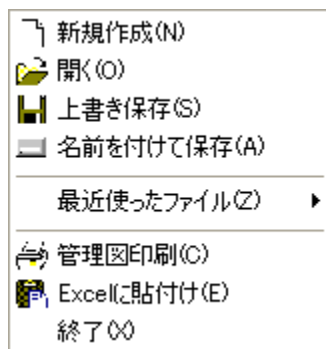 新規作成(N)
開く(O)
上書き保存(S)
名前を付けて保存(A)
最近使ったファイル(Z)
管理図印刷(C)
Excelに貼付け(E)
終了(X)